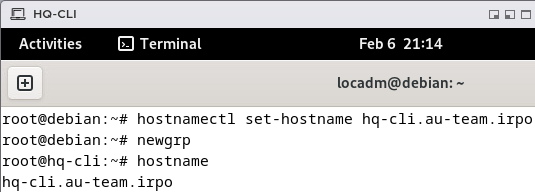 HQ-CLI
Activities Terminal Feb 6 21:14
locadm@debian: ~
root@debian:~# hostnamectl set-hostname hq-cli.au-team.irpo
root@debian:~# newgrp
root@hq-cli:~# hostname
hq-cli.au-team.irpo